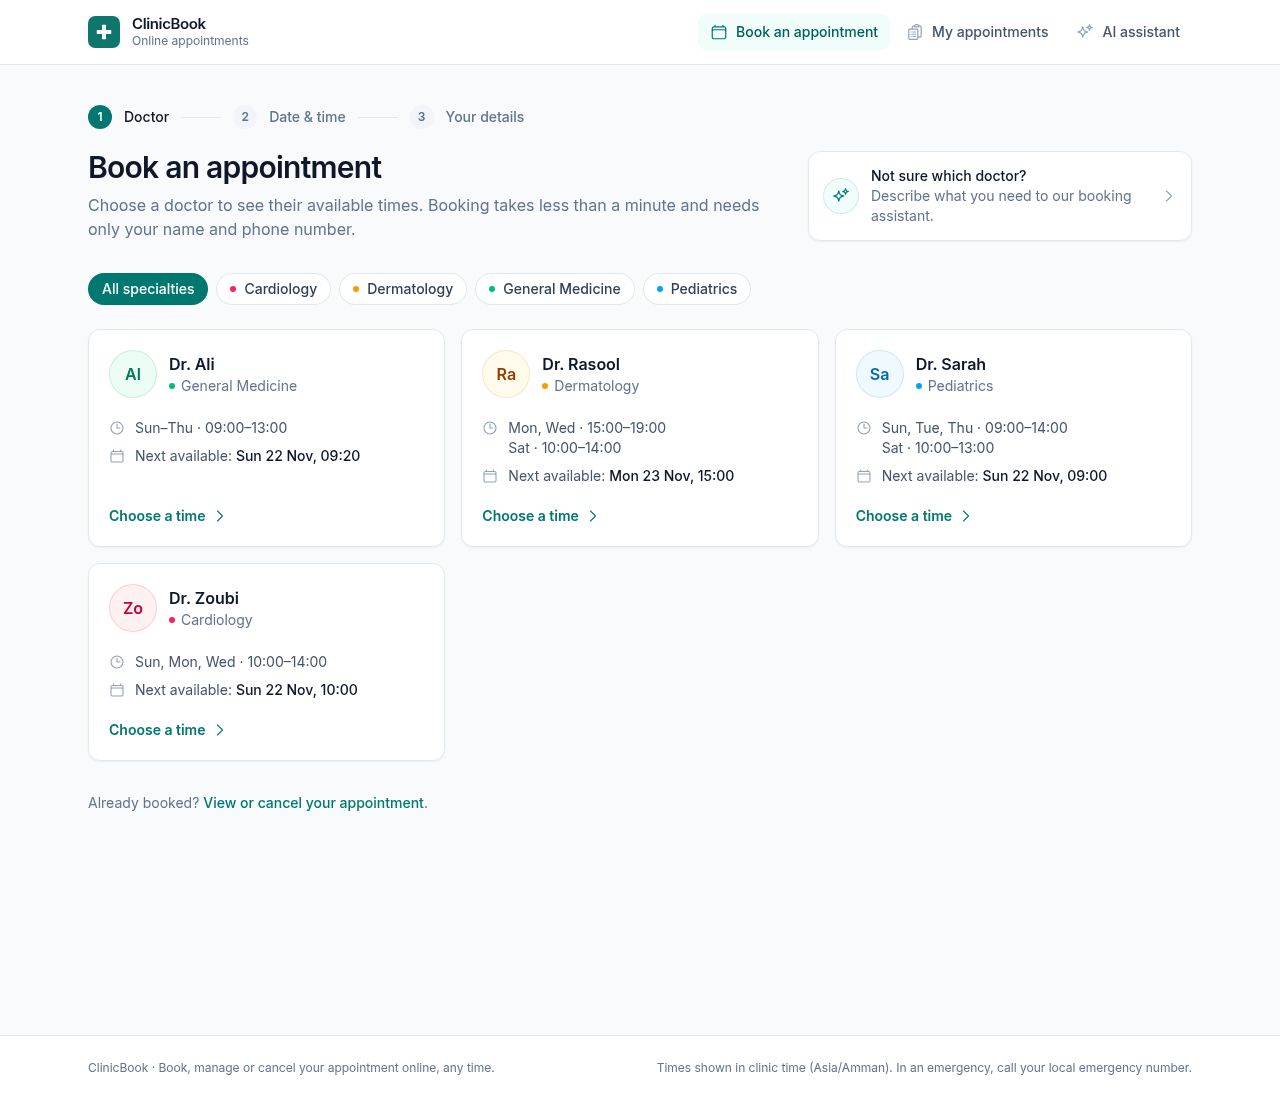 ClinicBook
Online appointments
Book an appointment
My appointments
AI assistant
1 Doctor
2 Date & time
3 Your details
Book an appointment
Choose a doctor to see their available times. Booking takes less than a minute and needs
only your name and phone number.
Not sure which doctor?
Describe what you need to our booking
assistant.
All specialties
Cardiology
Dermatology
General Medicine
Pediatrics
Al
Dr. Ali
General Medicine
Sun–Thu · 09:00–13:00
Next available: Sun 22 Nov, 09:20
Choose a time
Ra
Dr. Rasool
Dermatology
Mon, Wed · 15:00–19:00
Sat · 10:00–14:00
Next available: Mon 23 Nov, 15:00
Choose a time
Sa
Dr. Sarah
Pediatrics
Sun, Tue, Thu · 09:00–14:00
Sat · 10:00–13:00
Next available: Sun 22 Nov, 09:00
Choose a time
Zo
Dr. Zoubi
Cardiology
Sun, Mon, Wed · 10:00–14:00
Next available: Sun 22 Nov, 10:00
Choose a time
Already booked? View or cancel your appointment.
ClinicBook · Book, manage or cancel your appointment online, any time.
Times shown in clinic time (Asia/Amman). In an emergency, call your local emergency number.